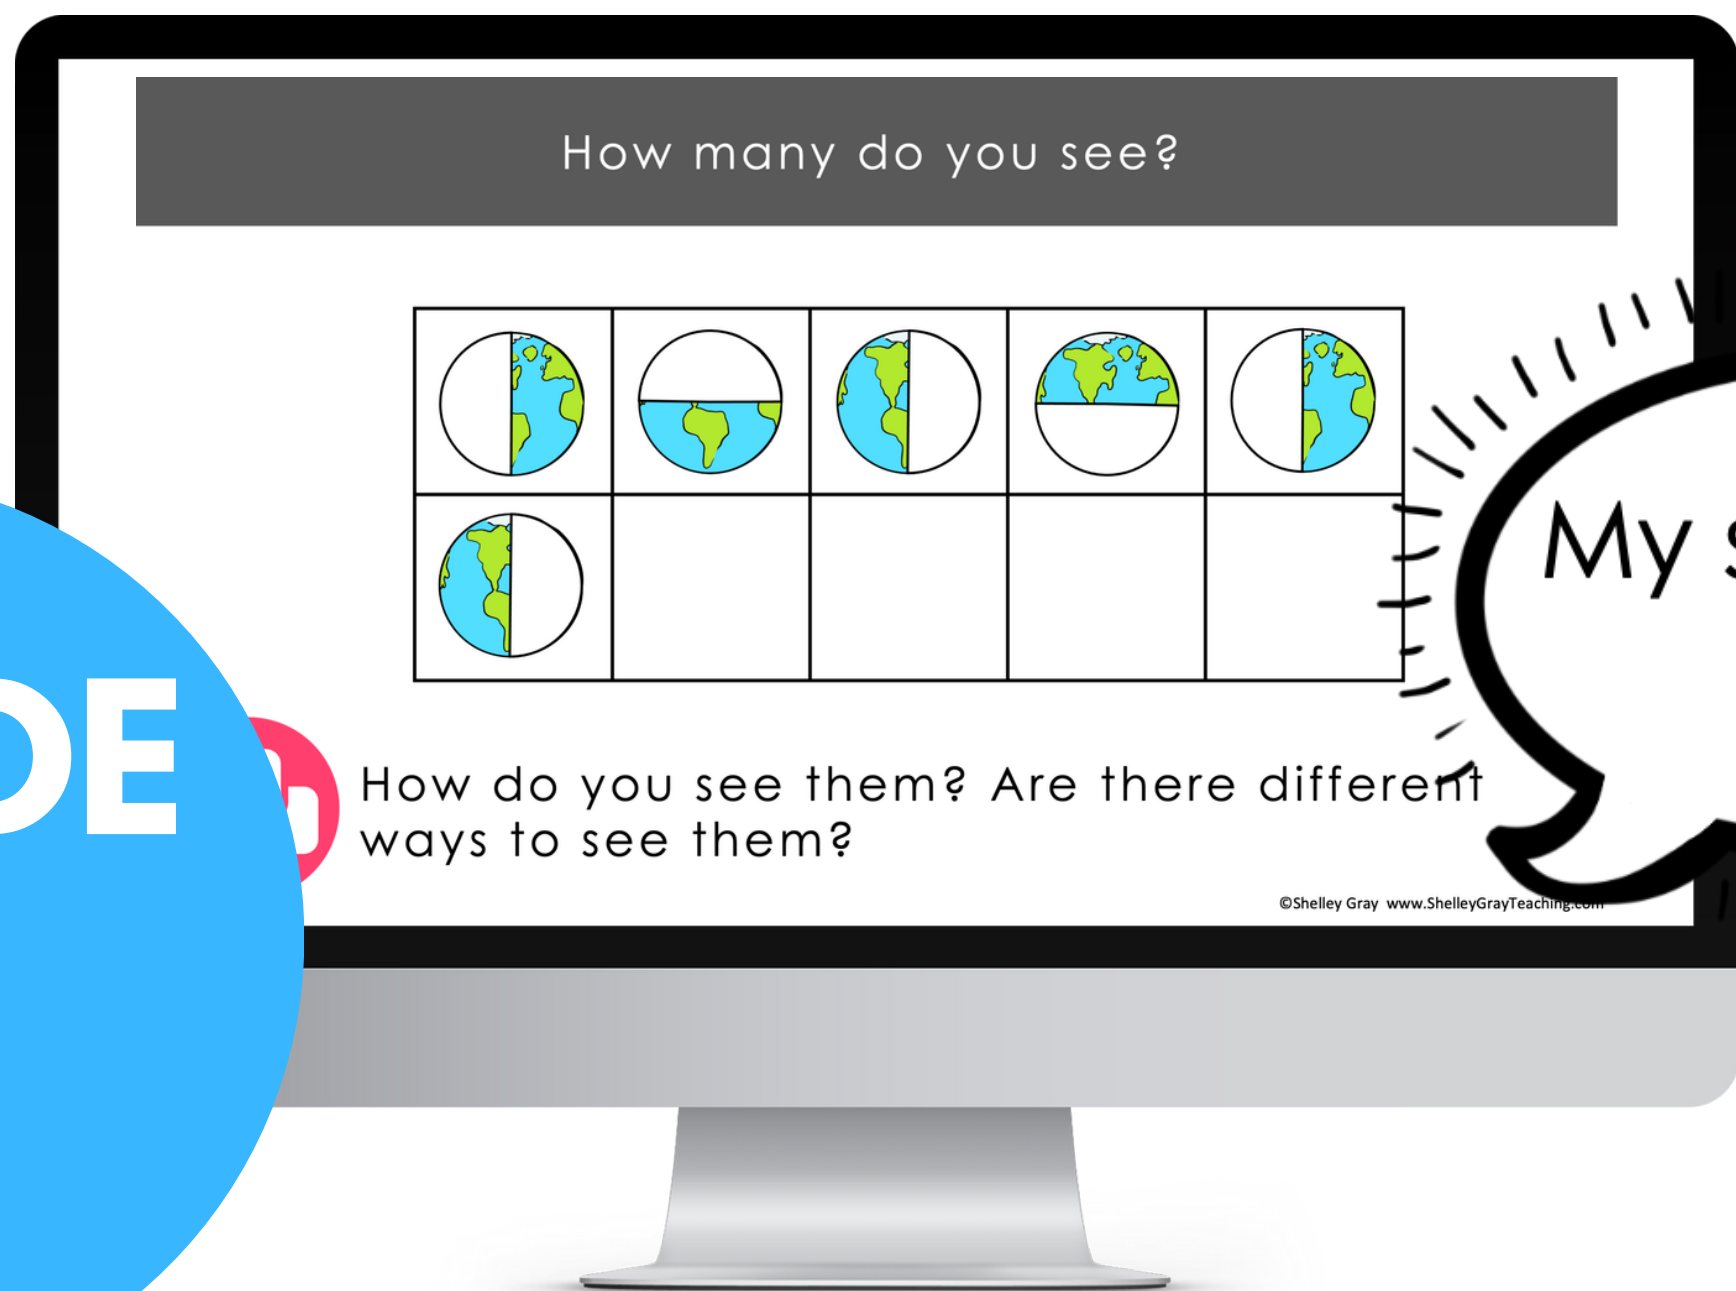 How many do you see?
My
DE
How do you see them? Are there different
ways to see them?
©Shelley Gray www.ShelleyGrayTeaching.com